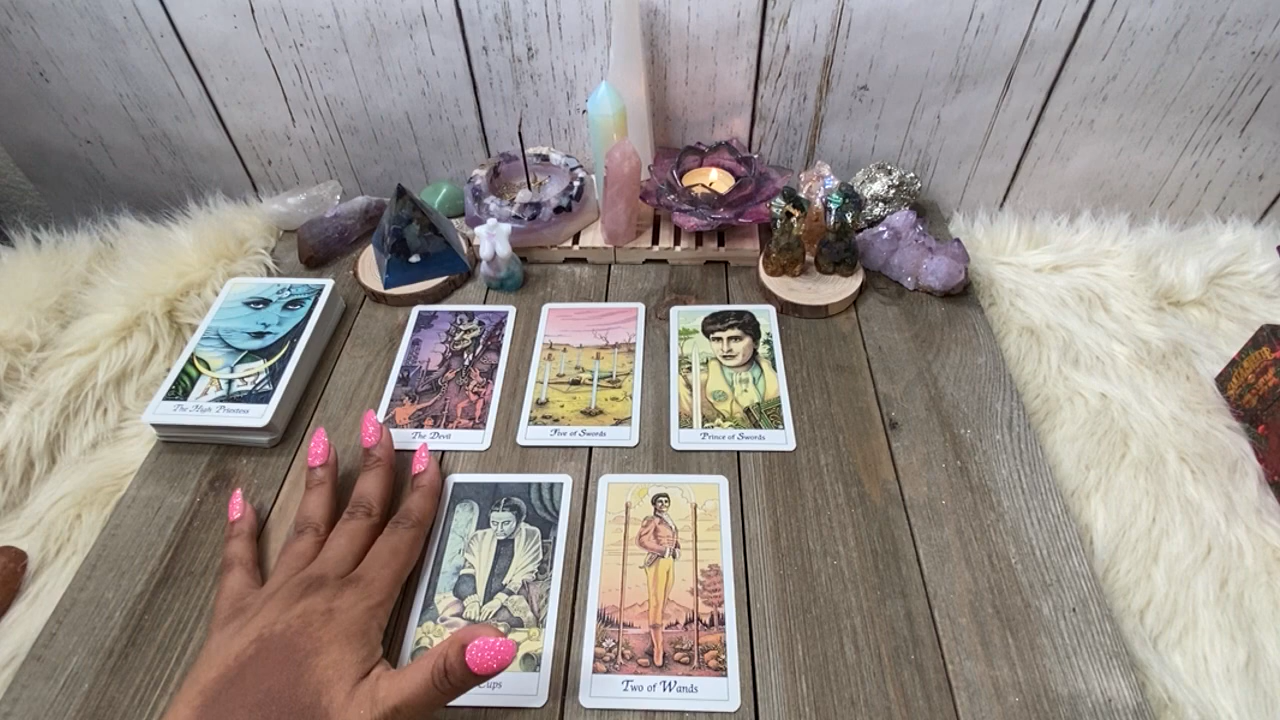 The High Priestess
The Devil
Five of Swords
Prince of Swords
Cups
Two of Wands